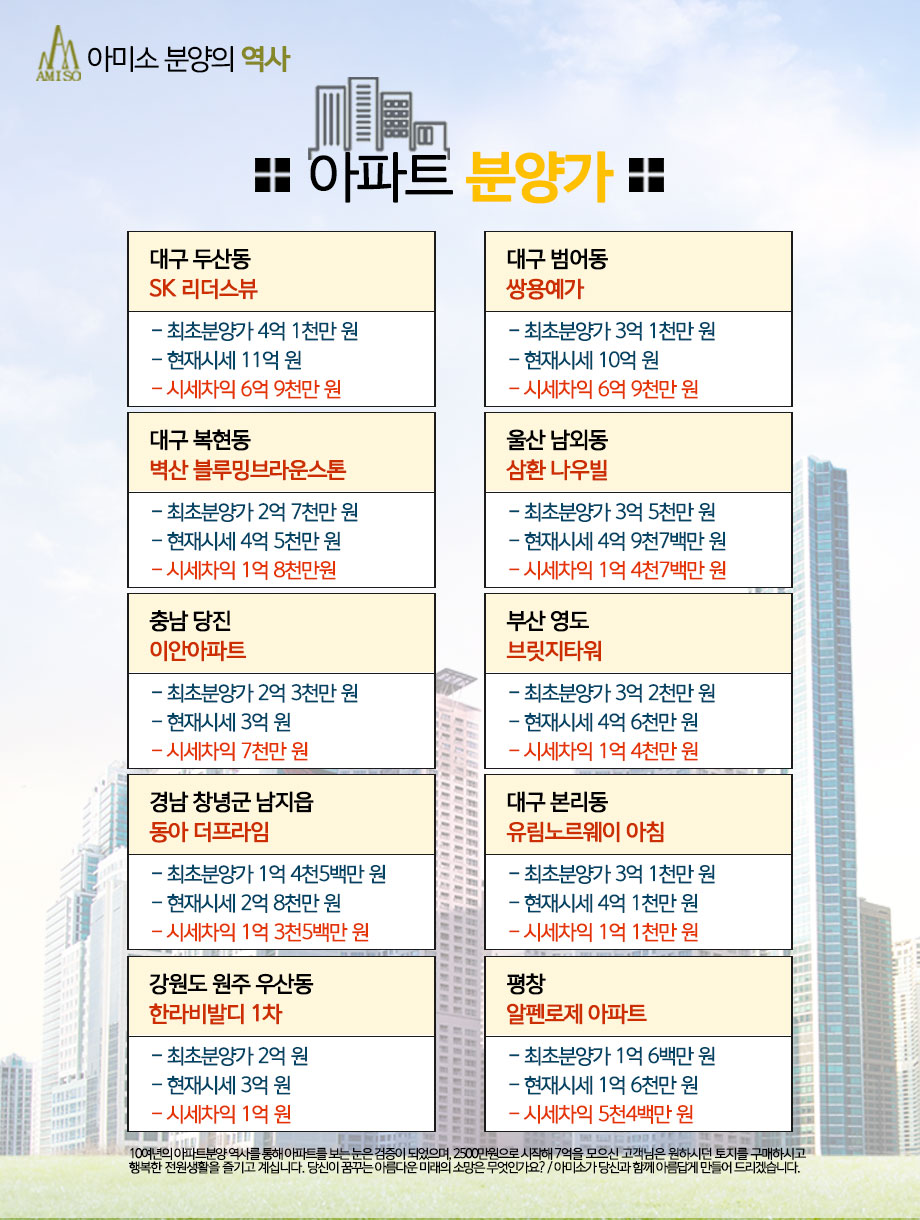 AMISO
아미소 분양의 역사
아파트 분양가
대구 두산동
SK 리더스뷰
- 최초분양가 4억 1천만 원
- 현재시세 11억 원
- 시세차익 6억 9천만 원
대구 범어동
쌍용예가
- 최초분양가 3억 1천만 원
- 현재시세 10억 원
- 시세차익 6억 9천만 원
대구 복현동
벽산 블루밍브라운스톤
- 최초분양가 2억 7천만 원
- 현재시세 4억 5천만 원
- 시세차익 1억 8천만원
울산 남외동
삼환 나우빌
- 최초분양가 3억 5천만 원
- 현재시세 4억 9천7백만 원
- 시세차익 1억 4천7백만 원
충남 당진
이안아파트
- 최초분양가 2억 3천만 원
- 현재시세 3억 원
- 시세차익 7천만 원
부산 영도
브릿지타워
- 최초분양가 3억 2천만 원
- 현재시세 4억 6천만 원
- 시세차익 1억 4천만 원
경남 창녕군 남지읍
동아 더프라임
- 최초분양가 1억 4천5백만 원
- 현재시세 2억 8천만 원
- 시세차익 1억 3천5백만 원
대구 본리동
유림노르웨이 아침
- 최초분양가 3억 1천만 원
- 현재시세 4억 1천만 원
- 시세차익 1억 1천만 원
강원도 원주 우산동
한라비발디 1차
- 최초분양가 2억 원
- 현재시세 3억 원
- 시세차익 1억 원
평창
알펜로제 아파트
- 최초분양가 1억 6백만 원
- 현재시세 1억 6천만 원
- 시세차익 5천4백만 원
10여년의 아파트분양 역사를 통해 아파트를 보는 눈은 검증이 되었으며, 2500만원으로 시작해 7억을 모으신 고객님은 원하시던 토지를 구매하시고
행복한 전원생활을 즐기고 계십니다. 당신이 꿈꾸는 아름다운 미래의 소망은 무엇인가요? / 아미소가 당신과 함께 아름답게 만들어 드리겠습니다.